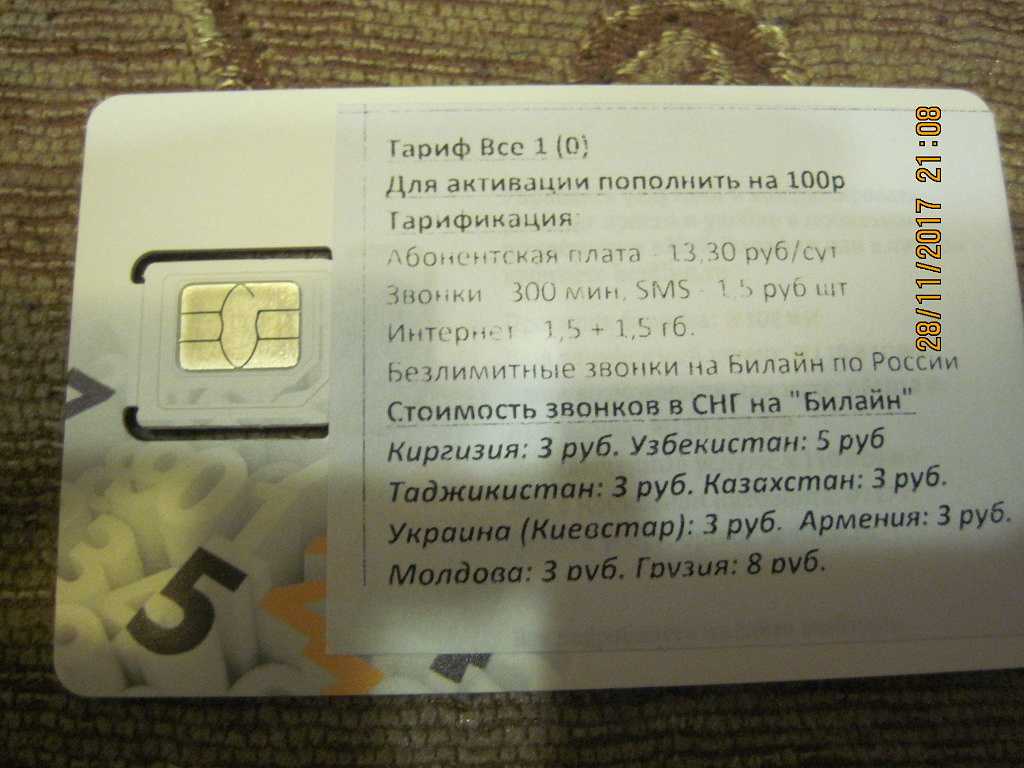 Тариф Все 1 (0)
Для активации пополнить на 100р
Тарификация:
Абонентская плата - 13,30 руб/сут
Звонки 300 мин, SMS - 1,5 руб шт
Интернет 1,5 + 1,5 гб.
Безлимитные звонки на Билайн по России
Стоимость звонков в СНГ на "Билайн"
Киргизия: 3 руб. Узбекистан: 5 руб
Таджикистан: 3 руб. Казахстан: 3 руб.
Украина (Киевстар): 3 руб. Армения: 3 руб.
Молдова: 3 руб. Грузия: 8 руб.
5
28/11/2017 21:08